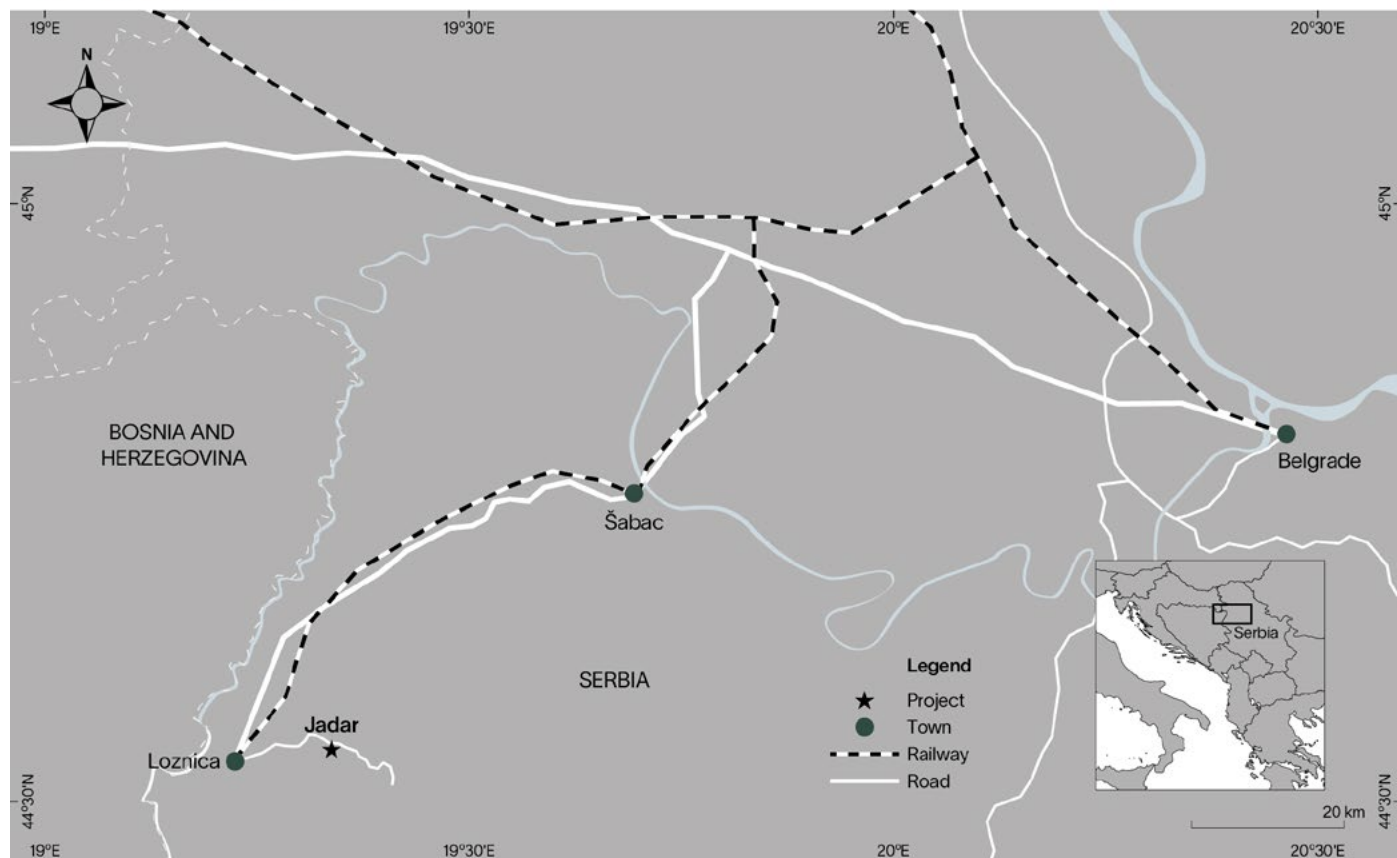 19°E
19°30'E
20°E
20°30'E
N
45°N
45°N
BOSNIA AND
HERZEGOVINA
Belgrade
Šabac
Serbia
SERBIA
Legend
Project
Town
Railway
Road
Jadar
Loznica
44°30'N
44°30'N
20 km
19°E
19°30'E
20°E
20°30'E